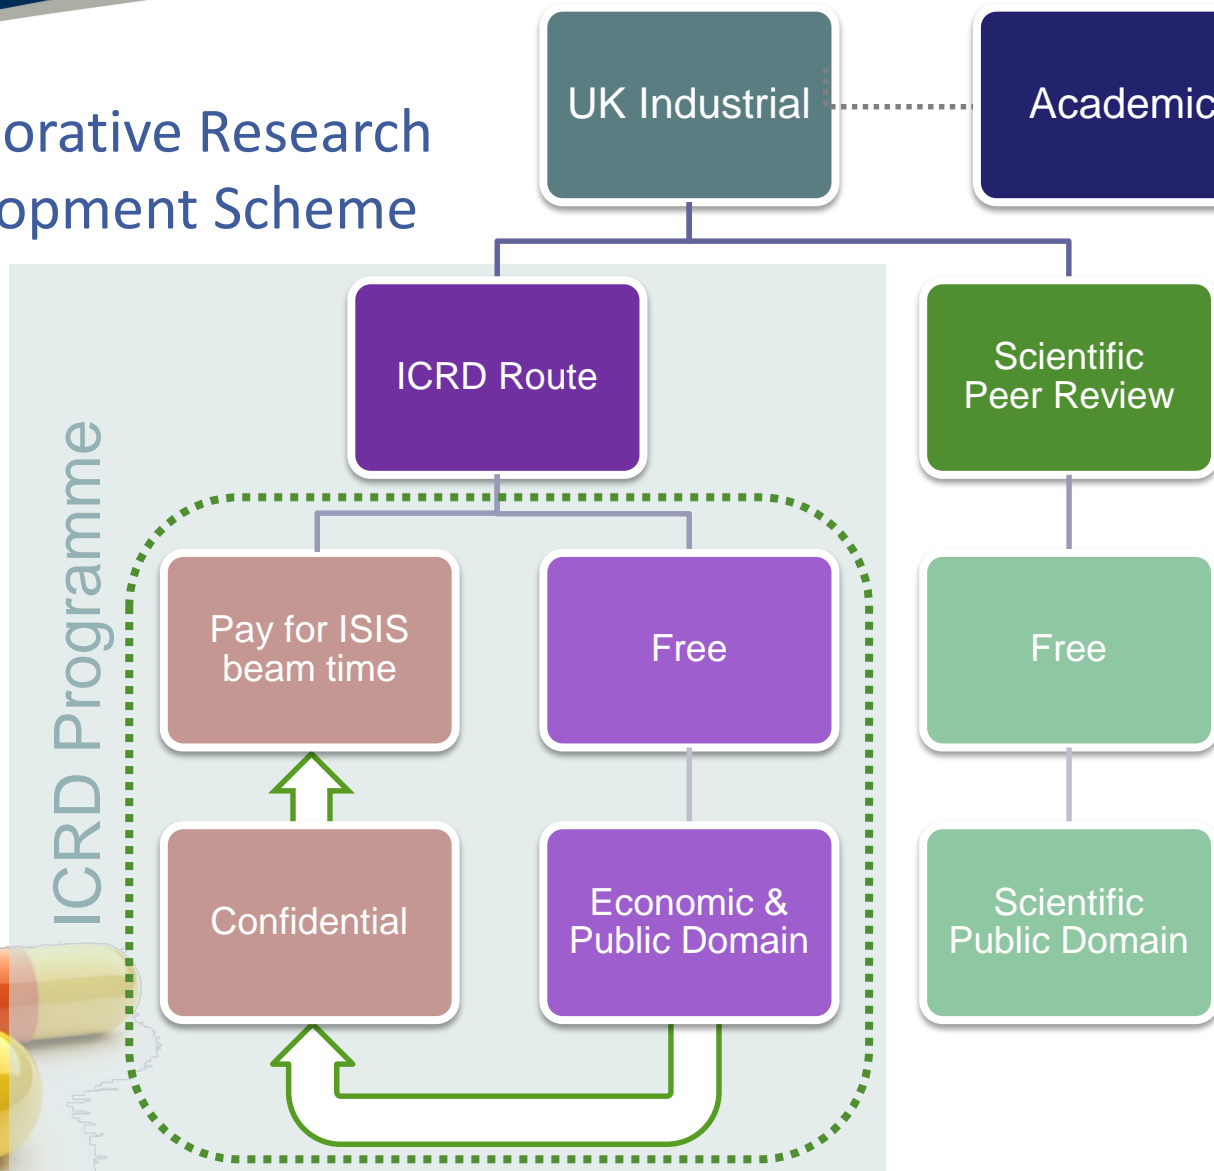 orative Research
opment Scheme
UK Industrial
Academic
ICRD Programme
ICRD Route
Scientific
Peer Review
Pay for ISIS
beam time
Free
Free
Confidential
Economic &
Public Domain
Scientific
Public Domain